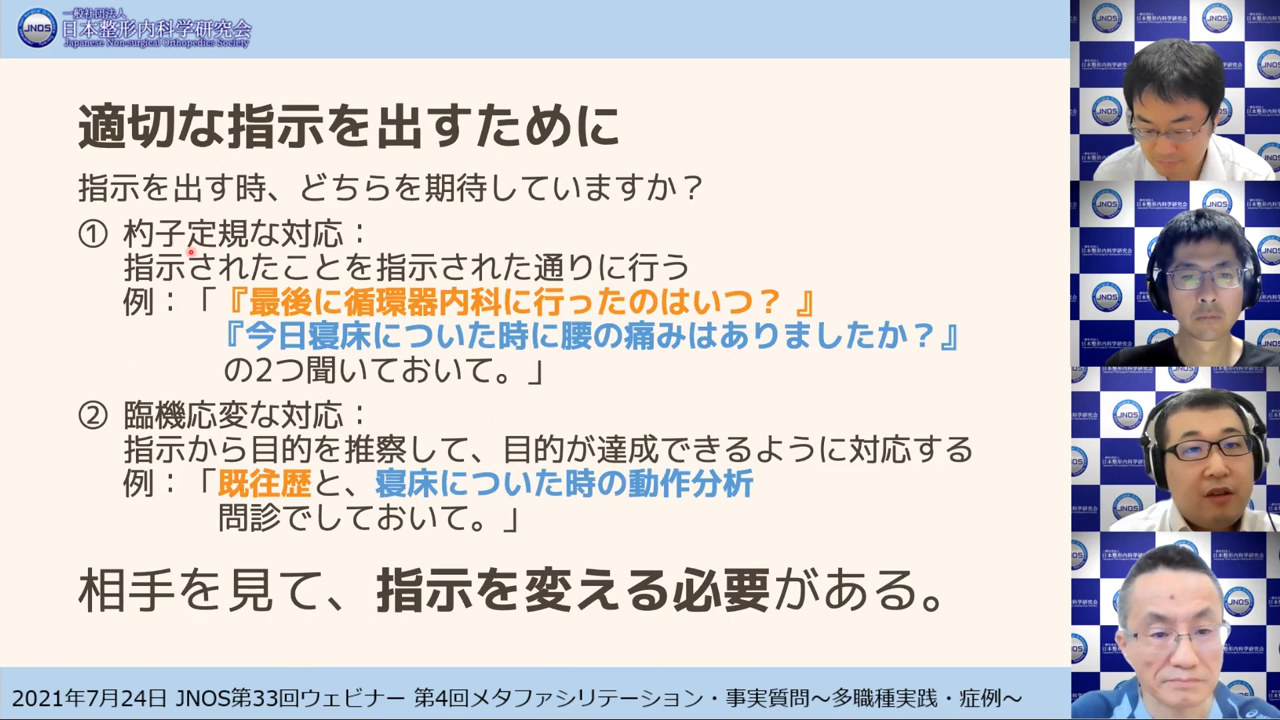 一般社団法人
JNOS
日本整形内科学研究会
Japanese Non-surgical Orthopedics Society
適切な指示を出すために
指示を出す時、どちらを期待していますか？
① 杓子定規な対応：
指示されたことを指示された通りに行う
例：「『最後に循環器内科に行ったのはいつ？ 』
『今日寝床についた時に腰の痛みはありましたか？』
の2つ聞いておいて。」
② 臨機応変な対応：
指示から目的を推察して、目的が達成できるように対応する
例：「既往歴と、寝床についた時の動作分析
問診でしておいて。」
相手を見て、指示を変える必要がある。
2021年7月24日 JNOS第33回ウェビナー 第4回メタファシリテーション・事実質問～多職種実践・症例～